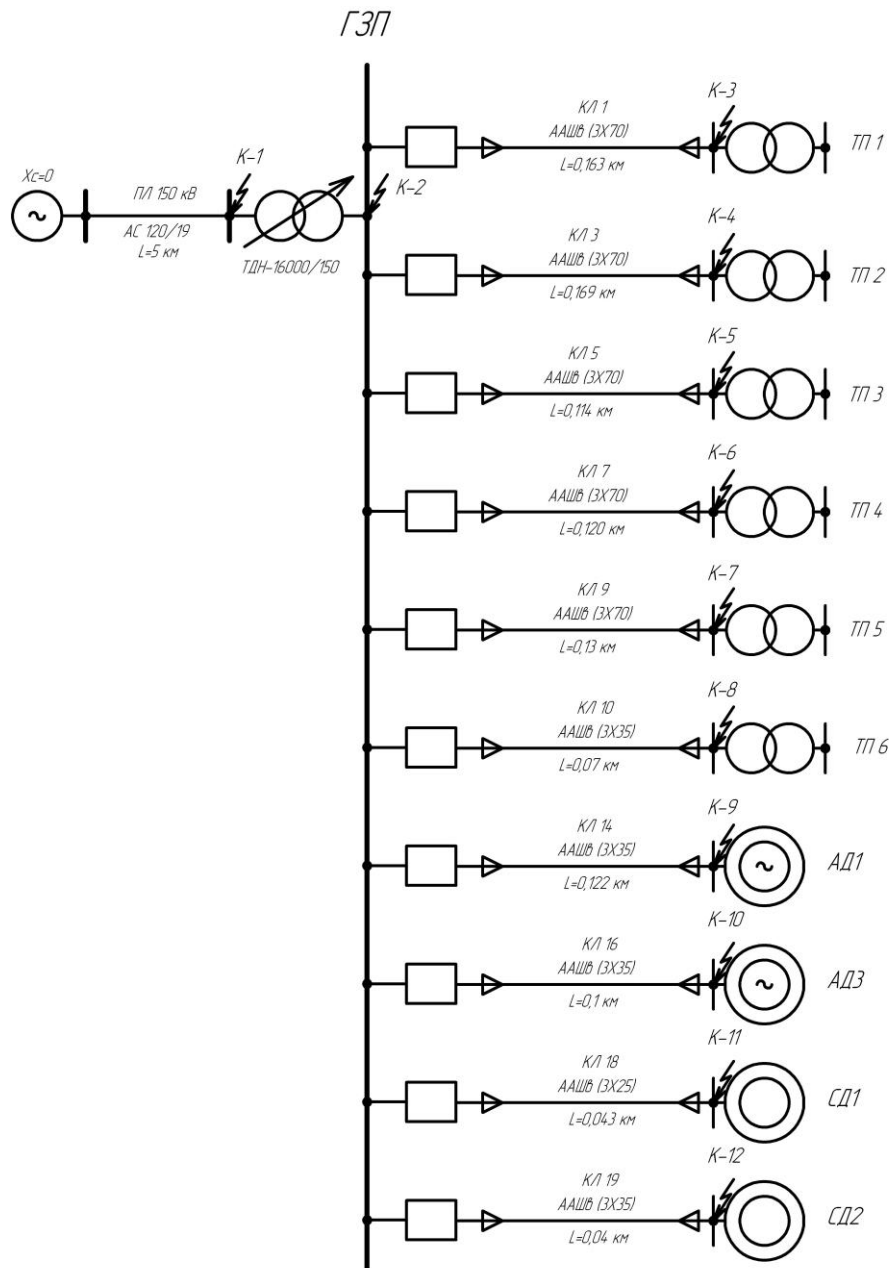 ГЗП
Xc=0
ПЛ 150 кВ
АС 120/19
L=5 км
К-1
ТДН-16000/150
К-2
КЛ 1
ААШв (3Х70)
L=0,163 км
К-3
ТП 1
КЛ 3
ААШв (3Х70)
L=0,169 км
К-4
ТП 2
КЛ 5
ААШв (3Х70)
L=0,114 км
К-5
ТП 3
КЛ 7
ААШв (3Х70)
L=0,120 км
К-6
ТП 4
КЛ 9
ААШв (3Х70)
L=0,13 км
К-7
ТП 5
КЛ 10
ААШв (3Х35)
L=0,07 км
К-8
ТП 6
КЛ 14
ААШв (3Х35)
L=0,122 км
К-9
АД1
КЛ 16
ААШв (3Х35)
L=0,1 км
К-10
АД3
КЛ 18
ААШв (3Х25)
L=0,043 км
К-11
СД1
КЛ 19
ААШв (3Х35)
L=0,04 км
К-12
СД2